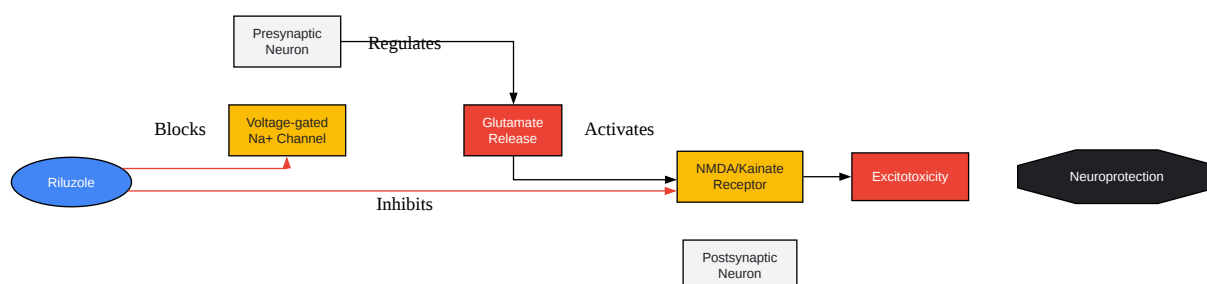 Presynaptic
Neuron
Regulates
Blocks
Voltage-gated
Na+ Channel
Glutamate
Release
Activates
Riluzole
NMDA/Kainate
Receptor
Excitotoxicity
Neuroprotection
Inhibits
Postsynaptic
Neuron